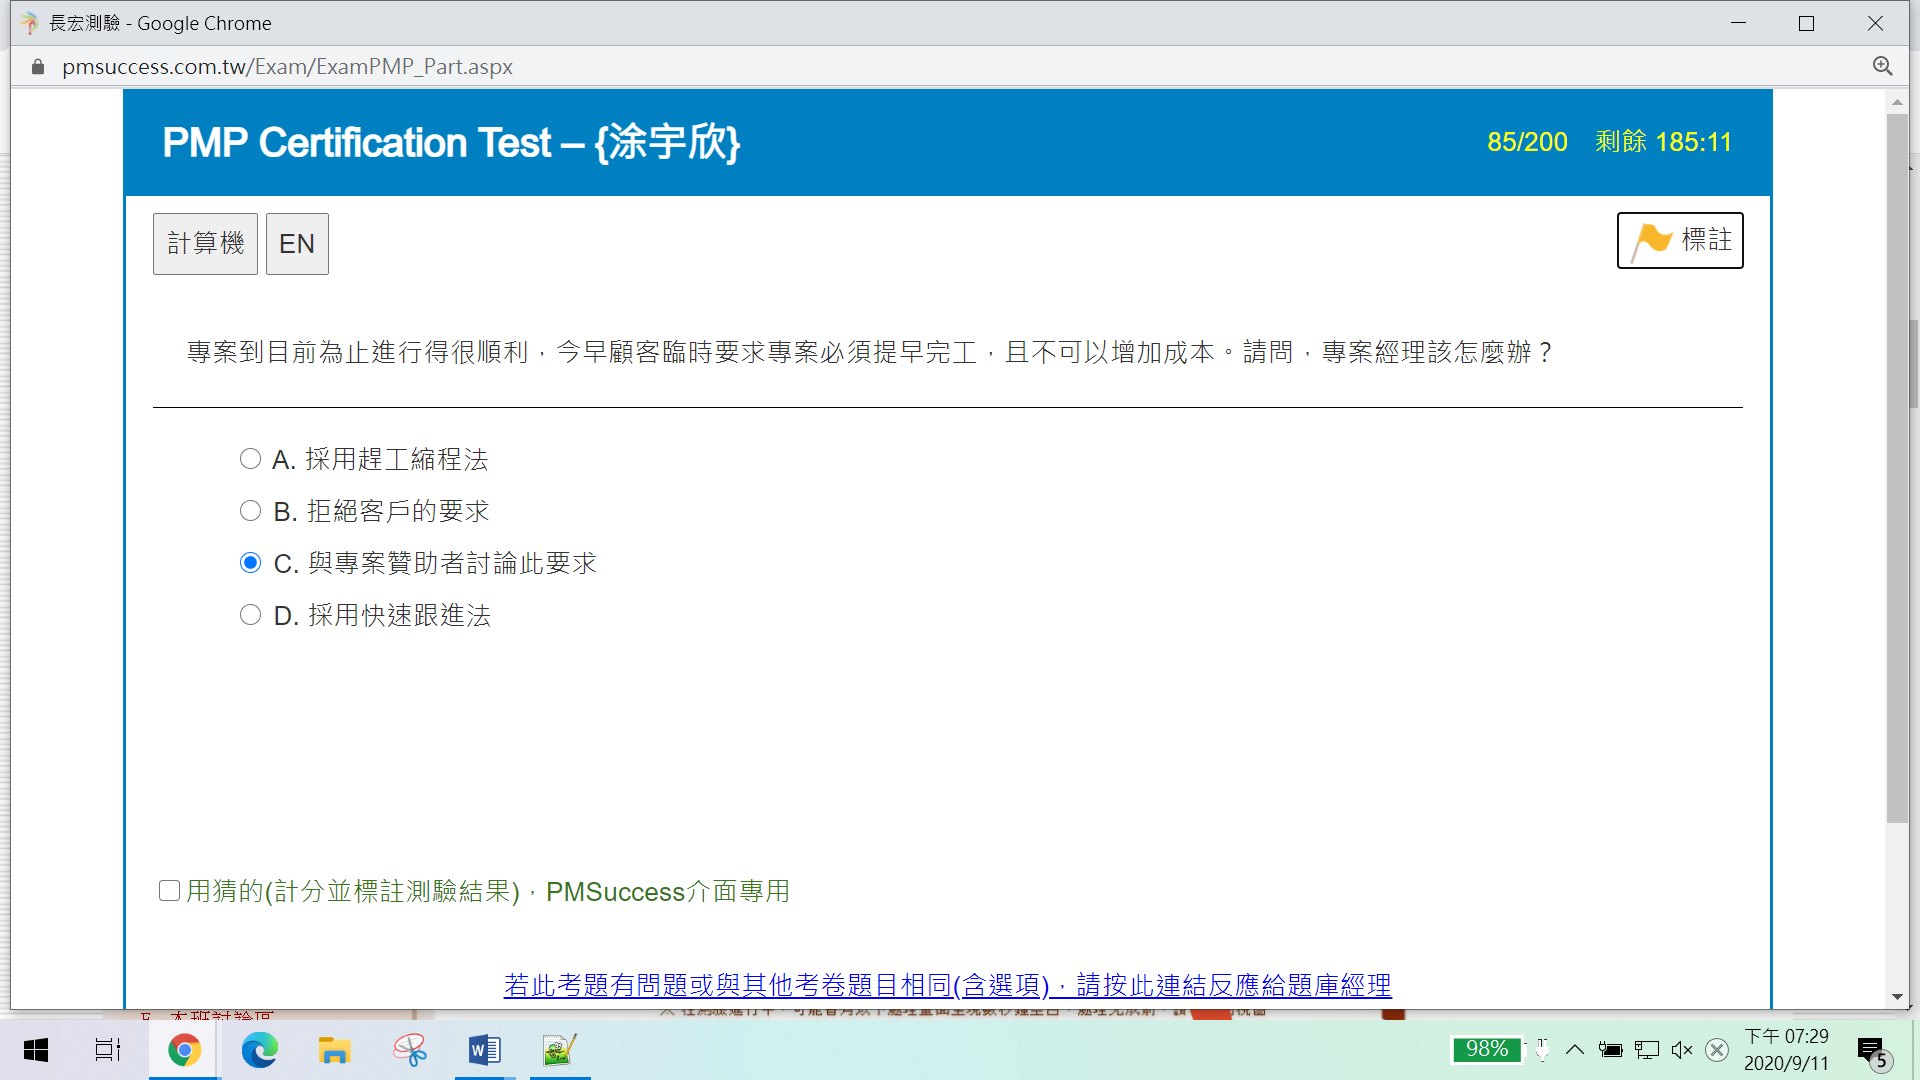 長宏測驗 - Google Chrome
pmsuccess.com.tw/Exam/ExamPMP_Part.aspx
PMP Certification Test – {涂宇欣}
85/200 剩餘 185:11
計算機 EN
標註
專案到目前為止進行得很順利，今早顧客臨時要求專案必須提早完工，且不可以增加成本。請問，專案經理該怎麼辦？
A. 採用趕工縮程法
B. 拒絕客戶的要求
C. 與專案贊助者討論此要求
D. 採用快速跟進法
用猜的(計分並標註測驗結果)，PMSuccess介面專用
若此考題有問題或與其他考卷題目相同(含選項)，請按此連結反應給題庫經理
98%
下午 07:29
2020/9/11
5